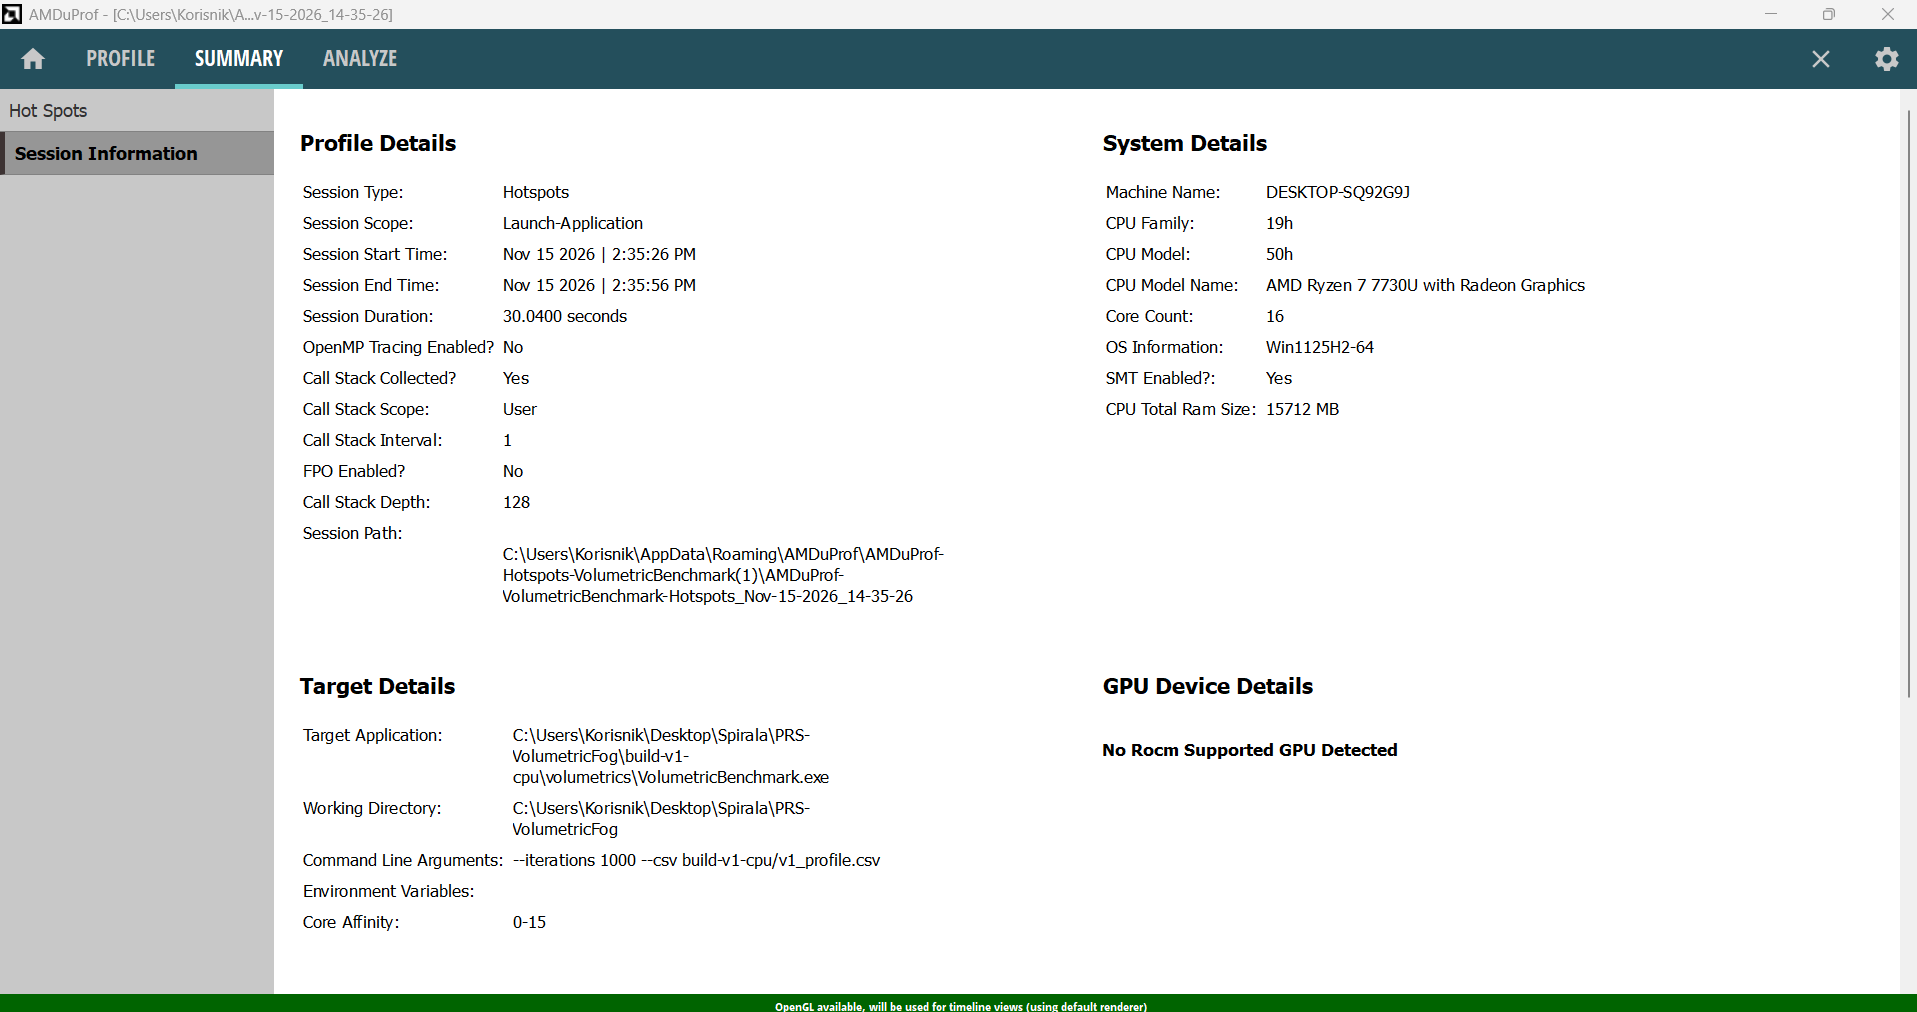 AMDuProf - [C:\Users\Korisnik\A...v-15-2026_14-35-26]
PROFILE SUMMARY ANALYZE
Hot Spots
Session Information
Profile Details
Session Type: Hotspots
Session Scope: Launch-Application
Session Start Time: Nov 15 2026 | 2:35:26 PM
Session End Time: Nov 15 2026 | 2:35:56 PM
Session Duration: 30.0400 seconds
OpenMP Tracing Enabled? No
Call Stack Collected? Yes
Call Stack Scope: User
Call Stack Interval: 1
FPO Enabled? No
Call Stack Depth: 128
Session Path:
C:\Users\Korisnik\AppData\Roaming\AMDuProf\AMDuProf-
Hotspots-VolumetricBenchmark(1)\AMDuProf-
VolumetricBenchmark-Hotspots_Nov-15-2026_14-35-26
System Details
Machine Name: DESKTOP-SQ92G9J
CPU Family: 19h
CPU Model: 50h
CPU Model Name: AMD Ryzen 7 7730U with Radeon Graphics
Core Count: 16
OS Information: Win1125H2-64
SMT Enabled?: Yes
CPU Total Ram Size: 15712 MB
Target Details
Target Application: C:\Users\Korisnik\Desktop\Spirala\PRS-
VolumetricFog\build-v1-
cpu\volumetrics\VolumetricBenchmark.exe
Working Directory: C:\Users\Korisnik\Desktop\Spirala\PRS-
VolumetricFog
Command Line Arguments: --iterations 1000 --csv build-v1-cpu/v1_profile.csv
Environment Variables:
Core Affinity: 0-15
GPU Device Details
No Rocm Supported GPU Detected
OpenGL available, will be used for timeline views (using default renderer)